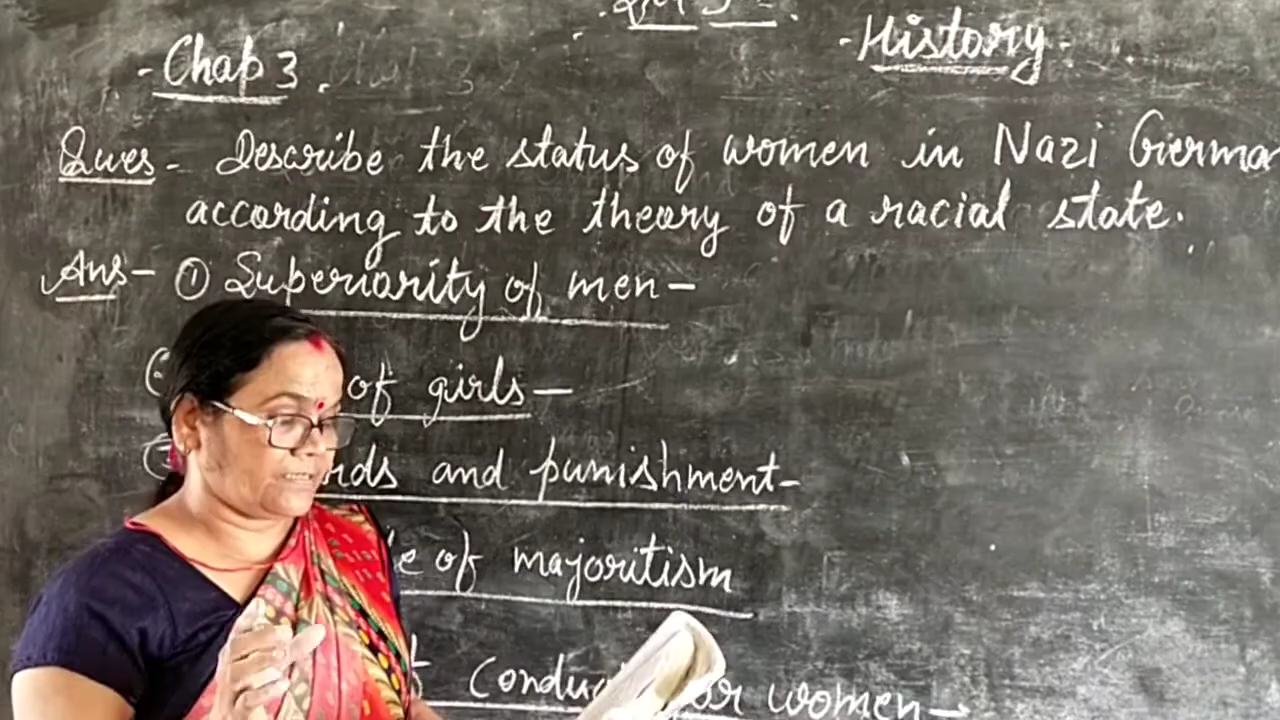 - Chap 3.
- History -
Ques - Describe the status of women in Nazi Germa
according to the theory of a racial state.
Ans - ① Superiority of men -
of girls -
rds and punishment -
e of majoritism
conduc or women →